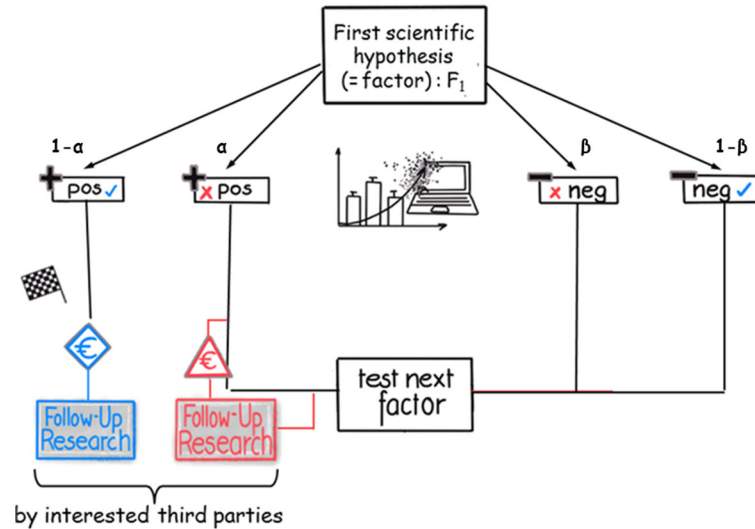 First scientific
hypothesis
(=factor): F₁
1-α
α
β
1-β
pos
pos
neg
neg
€
€
test next
factor
Follow-Up
Research
Follow-Up
Research
by interested third parties